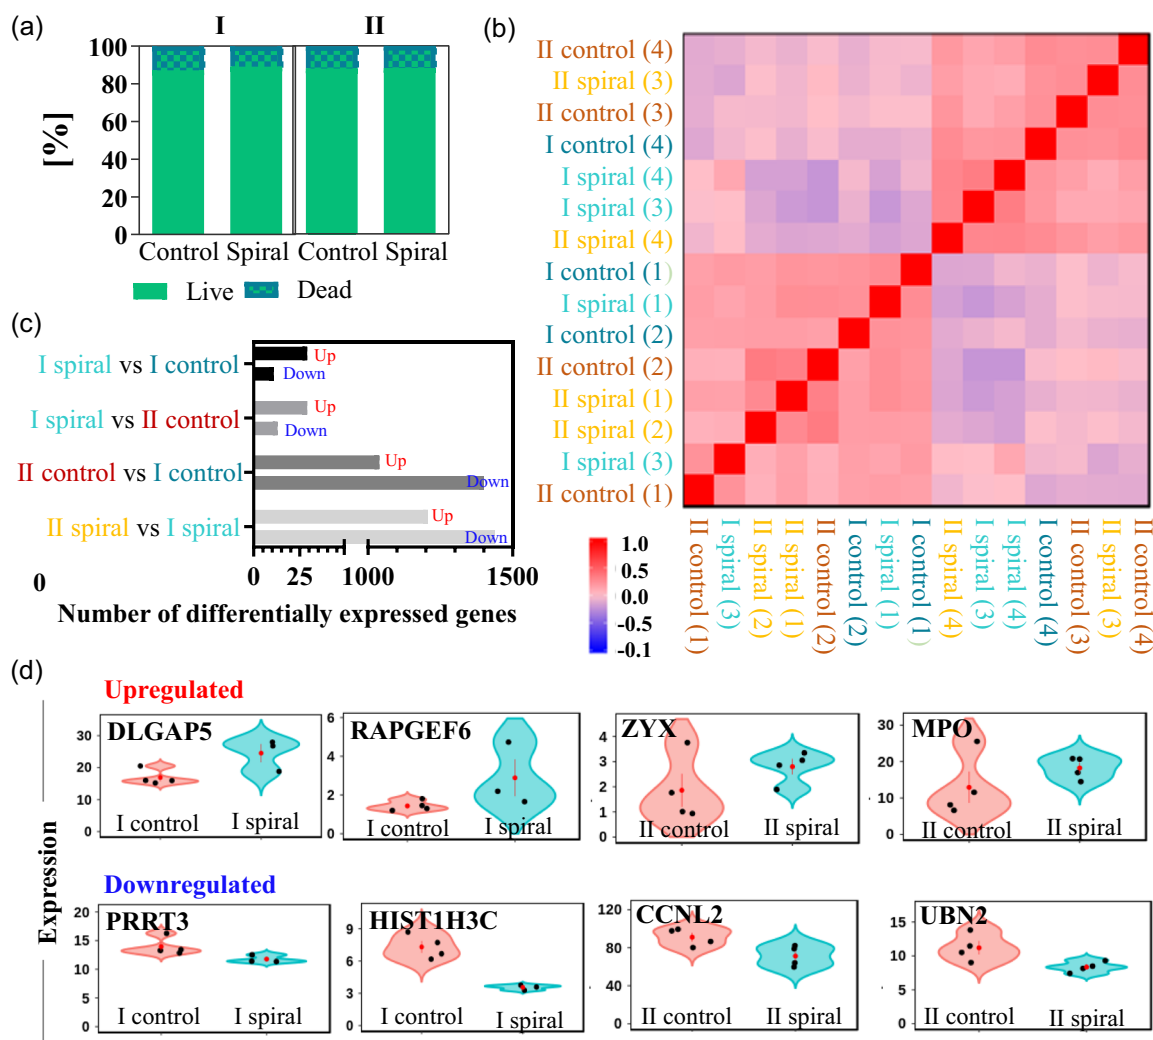 (a)
I II
[%]
100
80
60
40
20
0
Control Spiral Control Spiral
Live Dead
(b)
II control (4)
II spiral (3)
II control (3)
I control (4)
I spiral (4)
I spiral (3)
II spiral (4)
I control (1)
I spiral (1)
I control (2)
II control (2)
II spiral (1)
II spiral (2)
I spiral (3)
II control (1)
II control (1)
I spiral (3)
II spiral (2)
II spiral (1)
II control (2)
I control (2)
I spiral (1)
I control (1)
II spiral (4)
I spiral (3)
I spiral (4)
I control (4)
II control (3)
II spiral (3)
II control (4)
1.0
0.5
0.0
-0.5
-0.1
(c)
I spiral vs I control
Up
Down
I spiral vs II control
Up
Down
II control vs I control
Up
Down
II spiral vs I spiral
Up
Down
0 25 1000 1500
0
Number of differentially expressed genes
(d)
Expression
Upregulated
DLGAP5
30
20
10
0
I control I spiral
RAPGEF6
6
4
2
0
I control I spiral
ZYX
4
3
2
1
0
II control II spiral
MPO
30
20
10
0
II control II spiral
Downregulated
PRRT3
20
15
10
5
0
I control I spiral
HIST1H3C
9
6
3
0
I control I spiral
CCNL2
120
80
40
0
II control II spiral
UBN2
15
10
5
0
II control II spiral